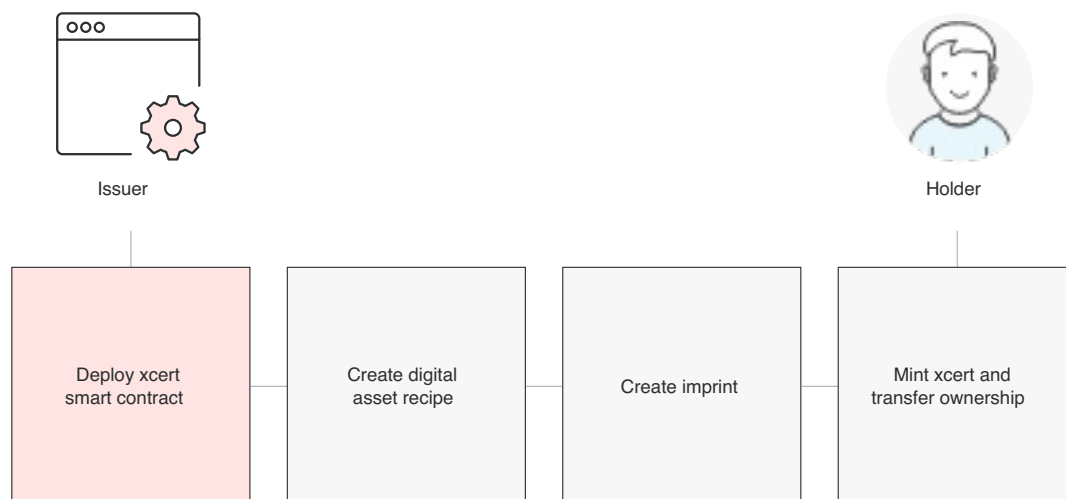 Issuer
Holder
Deploy xcert
smart contract
Create digital
asset recipe
Create imprint
Mint xcert and
transfer ownership